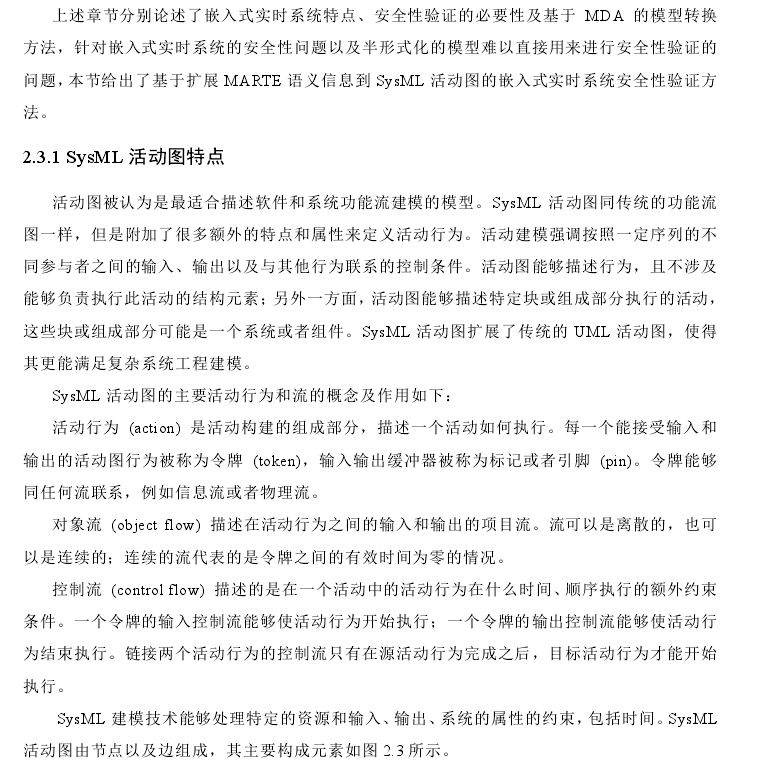 上述章节分别论述了嵌入式实时系统特点、安全性验证的必要性及基于 MDA 的模型转换
方法，针对嵌入式实时系统的安全性问题以及半形式化的模型难以直接用来进行安全性验证的
问题，本节给出了基于扩展 MARTE 语义信息到 SysML 活动图的嵌入式实时系统安全性验证方
法。
2.3.1 SysML 活动图特点
活动图被认为是最适合描述软件和系统功能流建模的模型。SysML 活动图同传统的功能流
图一样，但是附加了很多额外的特点和属性来定义活动行为。活动建模强调按照一定序列的不
同参与者之间的输入、输出以及与其他行为联系的控制条件。活动图能够描述行为，且不涉及
能够负责执行此活动的结构元素；另外一方面，活动图能够描述特定块或组成部分执行的活动，
这些块或组成部分可能是一个系统或者组件。SysML 活动图扩展了传统的 UML 活动图，使得
其更能满足复杂系统工程建模。
SysML 活动图的主要活动行为和流的概念及作用如下：
活动行为 (action) 是活动构建的组成部分，描述一个活动如何执行。每一个能接受输入和
输出的活动图行为被称为令牌 (token)，输入输出缓冲器被称为标记或者引脚 (pin)。令牌能够
同任何流联系，例如信息流或者物理流。
对象流 (object flow) 描述在活动行为之间的输入和输出的项目流。流可以是离散的，也可
以是连续的；连续的流代表的是令牌之间的有效时间为零的情况。
控制流 (control flow) 描述的是在一个活动中的活动行为在什么时间、顺序执行的额外约束
条件。一个令牌的输入控制流能够使活动行为开始执行；一个令牌的输出控制流能够使活动行
为结束执行。链接两个活动行为的控制流只有在源活动行为完成之后，目标活动行为才能开始
执行。
SysML 建模技术能够处理特定的资源和输入、输出、系统的属性的约束，包括时间。SysML
活动图由节点以及边组成，其主要构成元素如图 2.3 所示。